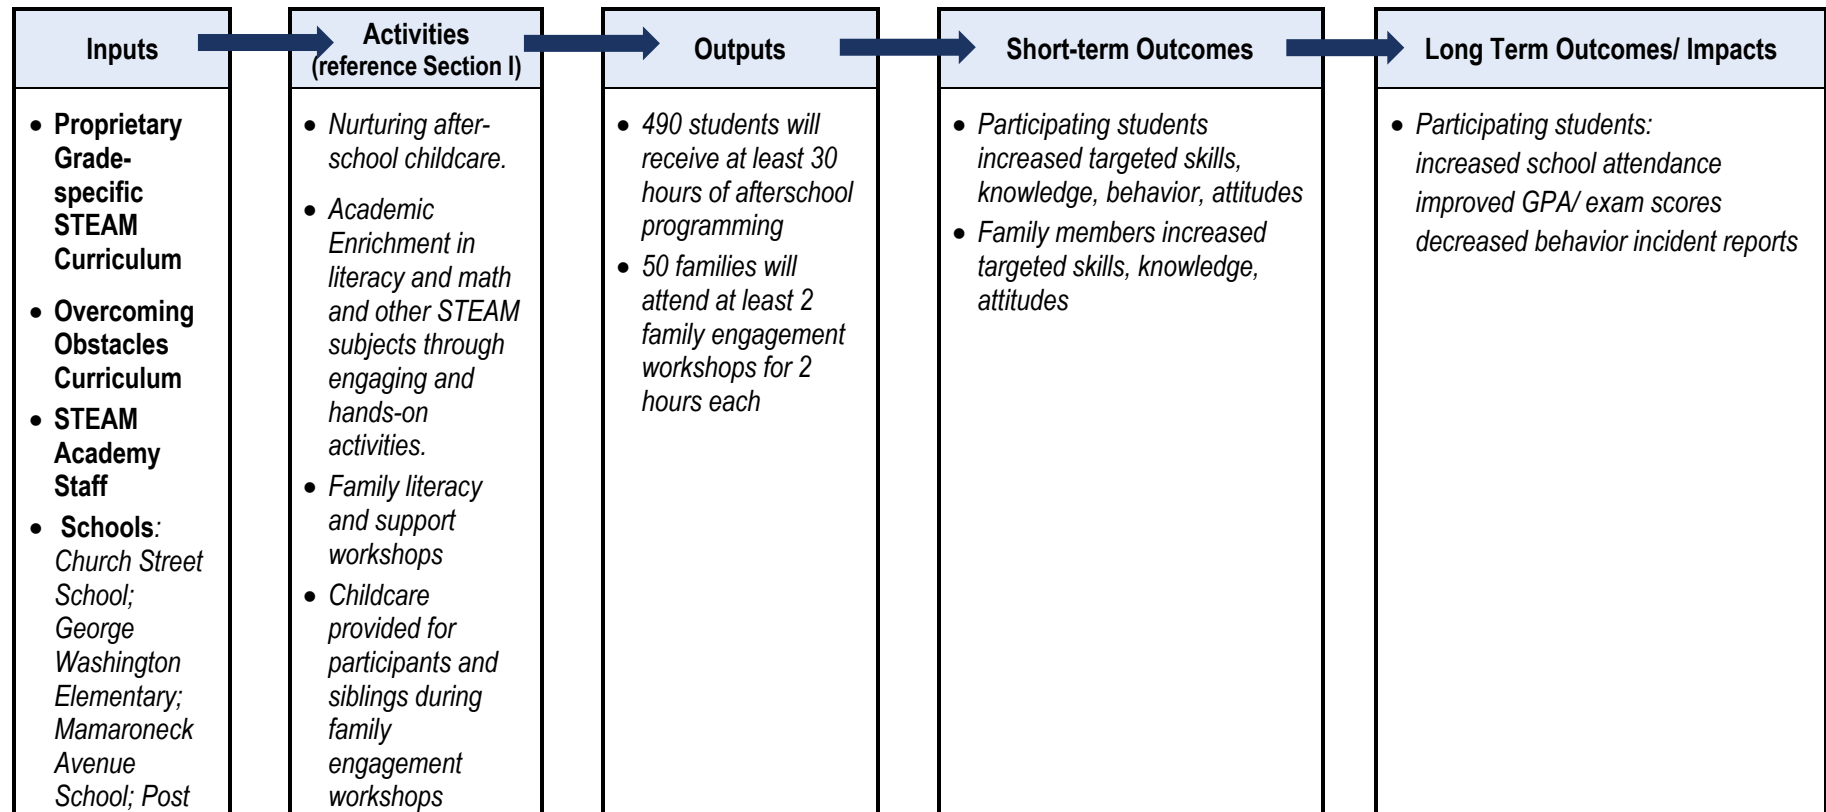 Inputs
• Proprietary
Grade-
specific
STEAM
Curriculum
• Overcoming
Obstacles
Curriculum
• STEAM
Academy
Staff
• Schools:
Church Street
School;
George
Washington
Elementary;
Mamaroneck
Avenue
School; Post
Activities
(reference Section I)
• Nurturing after-
school childcare.
• Academic
Enrichment in
literacy and math
and other STEAM
subjects through
engaging and
hands-on
activities.
• Family literacy
and support
workshops
• Childcare
provided for
participants and
siblings during
family
engagement
workshops
Outputs
• 490 students will
receive at least 30
hours of afterschool
programming
• 50 families will
attend at least 2
family engagement
workshops for 2
hours each
Short-term Outcomes
• Participating students
increased targeted skills,
knowledge, behavior, attitudes
• Family members increased
targeted skills, knowledge,
attitudes
Long Term Outcomes/ Impacts
• Participating students:
increased school attendance
improved GPA/ exam scores
decreased behavior incident reports